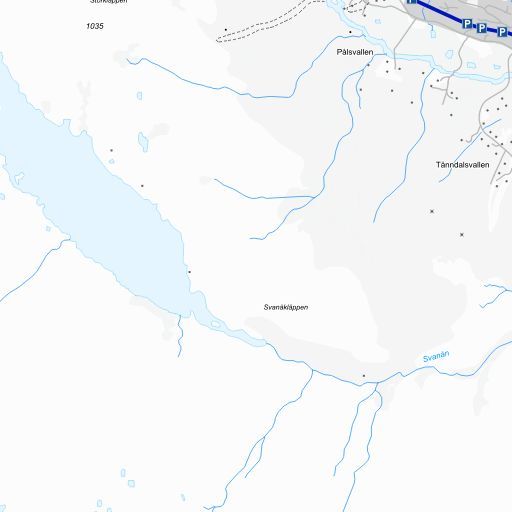 Storkläppen
1035
P
P
P
P
Pålsvallen
Tänndalsvallen
Svanåkläppen
Svanån